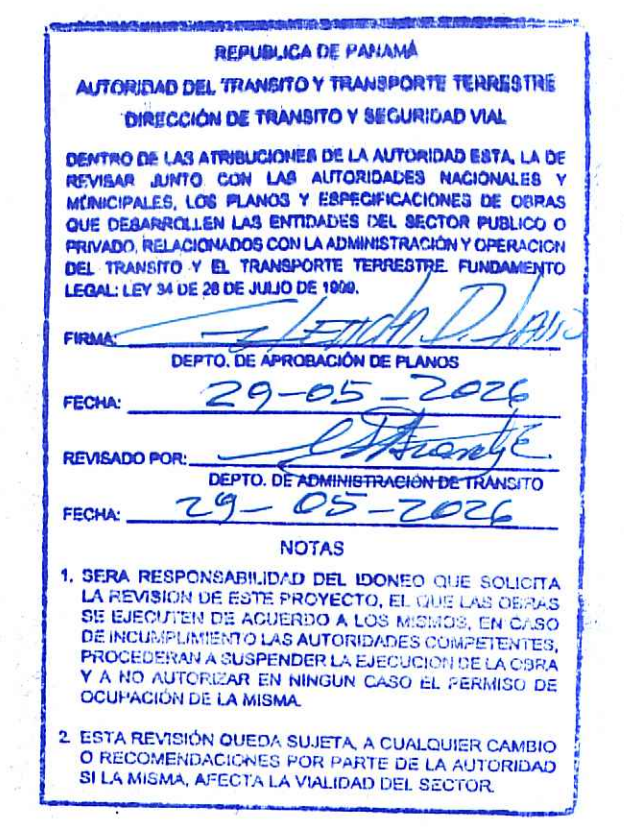 REPUBLICA DE PANAMÁ
AUTORIDAD DEL TRANSITO Y TRANSPORTE TERRESTRE
DIRECCIÓN DE TRANSITO Y SEGURIDAD VIAL
DENTRO DE LAS ATRIBUCIONES DE LA AUTORIDAD ESTA, LA DE
REVISAR JUNTO CON LAS AUTORIDADES NACIONALES Y
MUNICIPALES, LOS PLANOS Y ESPECIFICACIONES DE OBRAS
QUE DESARROLLEN LAS ENTIDADES DEL SECTOR PUBLICO O
PRIVADO, RELACIONADOS CON LA ADMINISTRACIÓN Y OPERACION
DEL TRANSITO Y EL TRANSPORTE TERRESTRE. FUNDAMENTO
LEGAL: LEY 34 DE 28 DE JULIO DE 1999.
FIRMA:
DEPTO. DE APROBACIÓN DE PLANOS
FECHA: 29-05-2026
REVISADO POR:
DEPTO. DE ADMINISTRACIÓN DE TRÁNSITO
FECHA: 29-05-2026
NOTAS
1. SERA RESPONSABILIDAD DEL IDONEO QUE SOLICITA
LA REVISION DE ESTE PROYECTO, EL QUE LAS OBRAS
SE EJECUTEN DE ACUERDO A LOS MISMOS, EN CASO
DE INCUMPLIMIENTO LAS AUTORIDADES COMPETENTES,
PROCEDERAN A SUSPENDER LA EJECUCION DE LA OBRA
Y A NO AUTORIZAR EN NINGUN CASO EL PERMISO DE
OCUPACIÓN DE LA MISMA.
2. ESTA REVISIÓN QUEDA SUJETA, A CUALQUIER CAMBIO
O RECOMENDACIONES POR PARTE DE LA AUTORIDAD
SI LA MISMA, AFECTA LA VIALIDAD DEL SECTOR.